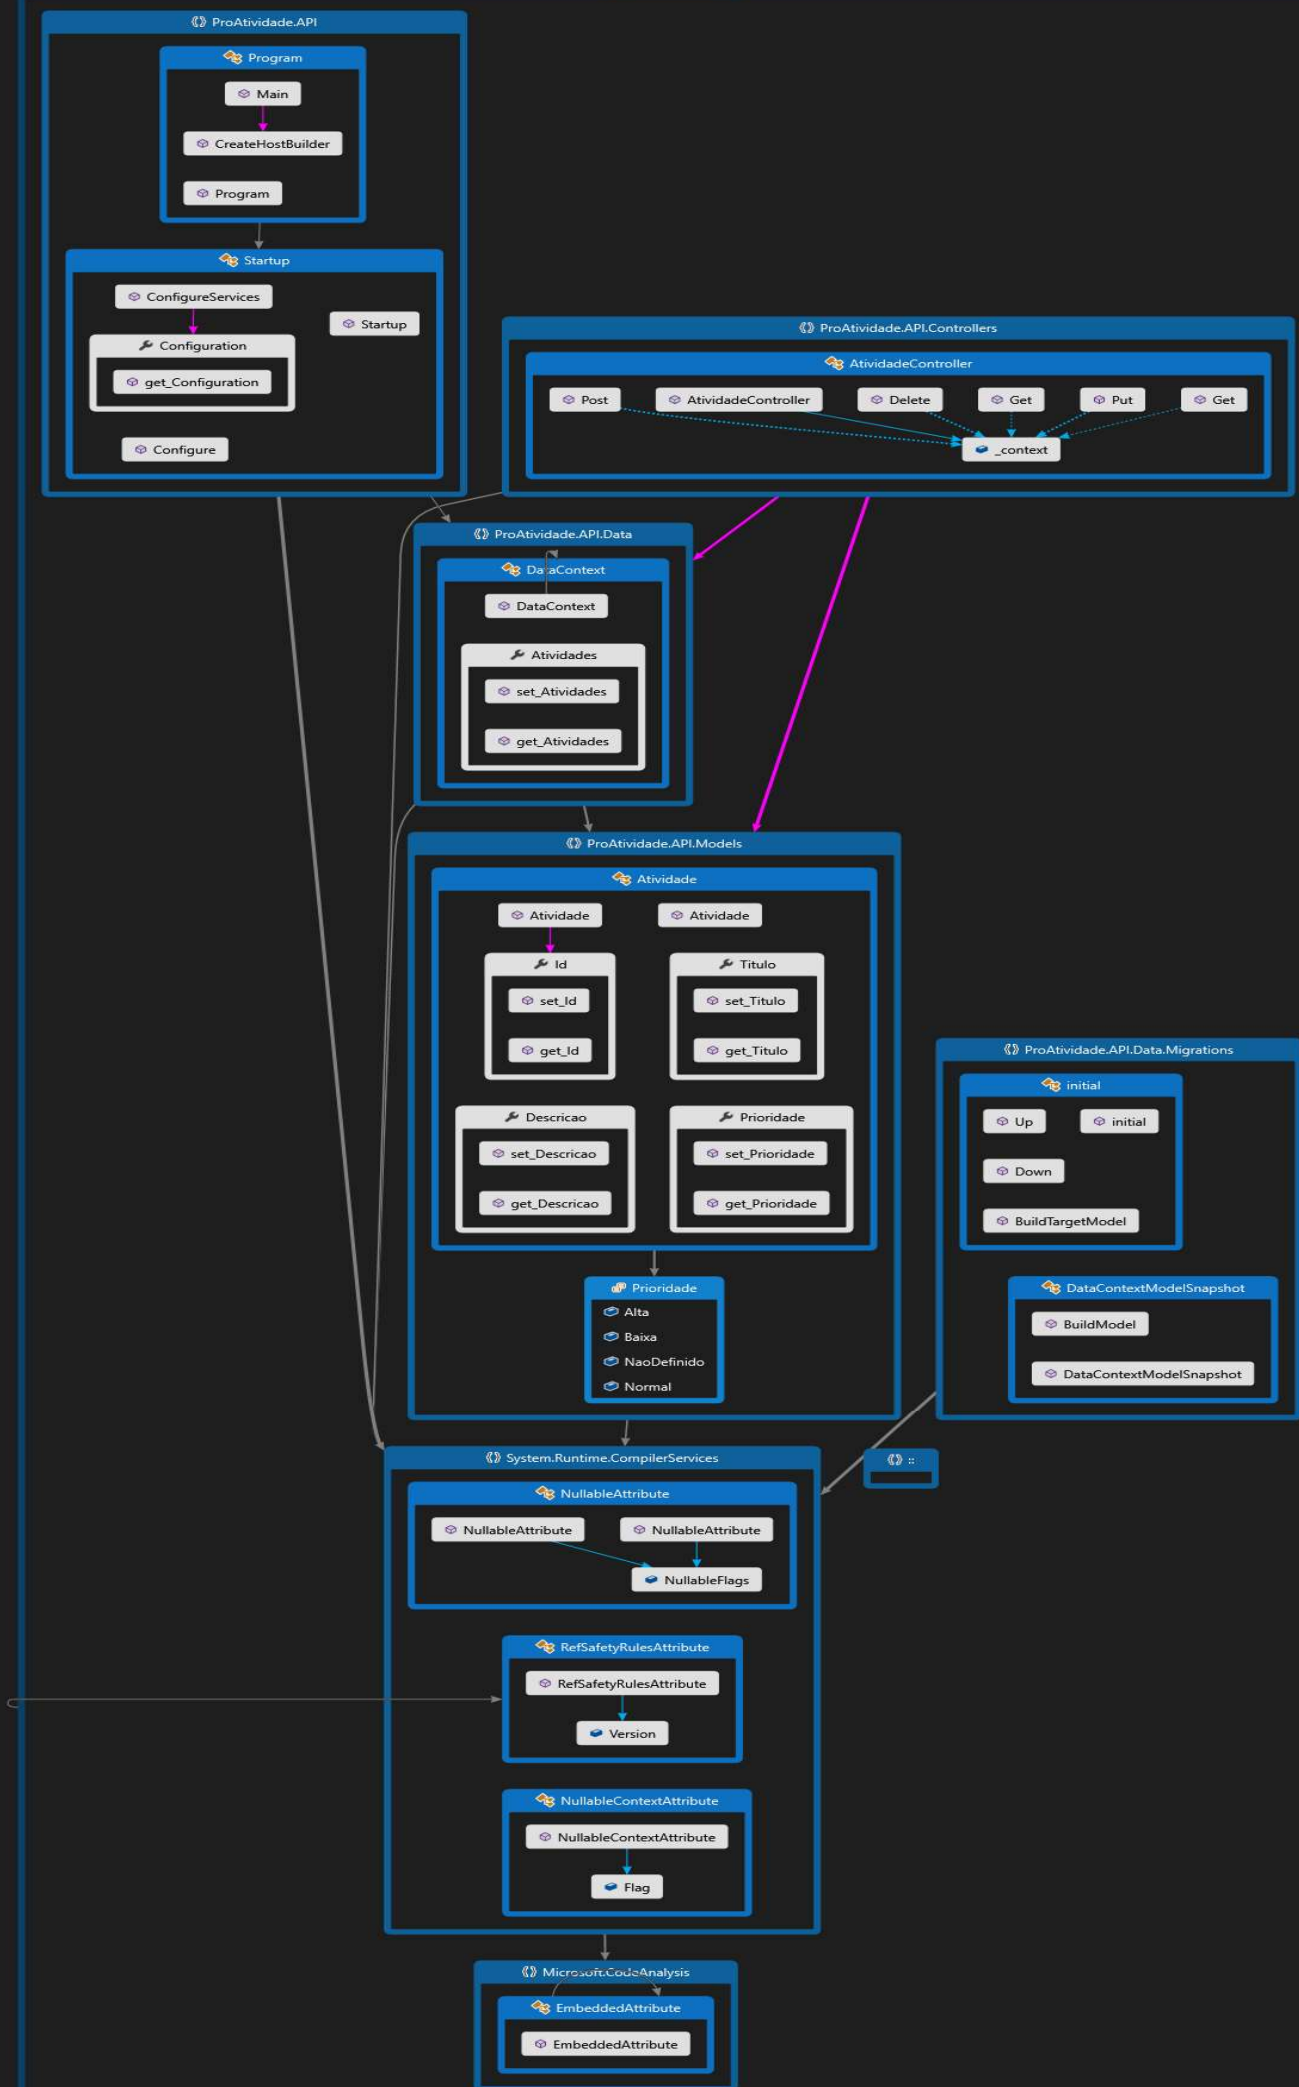 ProAtividade.API
Program
Main
CreateHostBuilder
Program
Startup
ConfigureServices
Startup
Configuration
get_Configuration
Configure
ProAtividade.API.Controllers
AtividadeController
Post
AtividadeController
Delete
Get
Put
Get
_context
ProAtividade.API.Data
DataContext
DataContext
Atividades
set_Atividades
get_Atividades
ProAtividade.API.Models
Atividade
Atividade
Atividade
Id
set_Id
get_Id
Titulo
set_Titulo
get_Titulo
Descricao
set_Descricao
get_Descricao
Prioridade
set_Prioridade
get_Prioridade
Prioridade
Alta
Baixa
NaoDefinido
Normal
ProAtividade.API.Data.Migrations
initial
Up
initial
Down
BuildTargetModel
DataContextModelSnapshot
BuildModel
DataContextModelSnapshot
::
System.Runtime.CompilerServices
NullableAttribute
NullableAttribute
NullableAttribute
NullableFlags
RefSafetyRulesAttribute
RefSafetyRulesAttribute
Version
NullableContextAttribute
NullableContextAttribute
Flag
Microsoft.CodeAnalysis
EmbeddedAttribute
EmbeddedAttribute